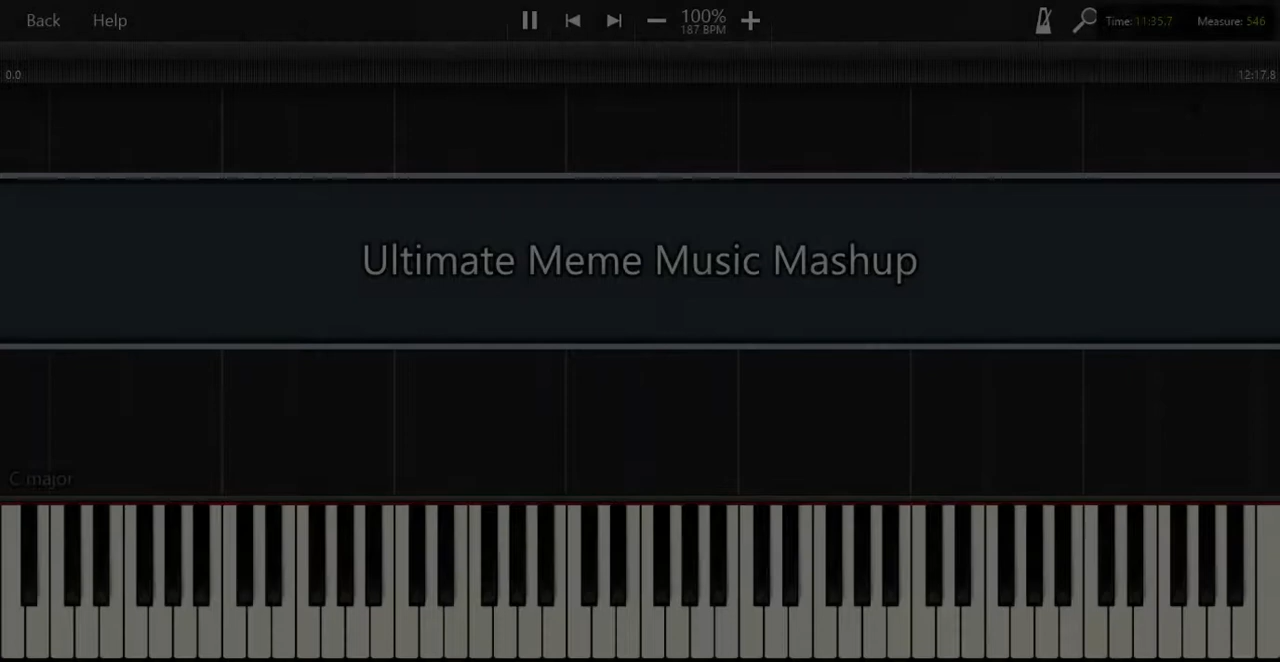 Back Help 100% Time: 11:35.7 Measure: 546
187 BPM
0.0 12:17.8
Ultimate Meme Music Mashup
C major